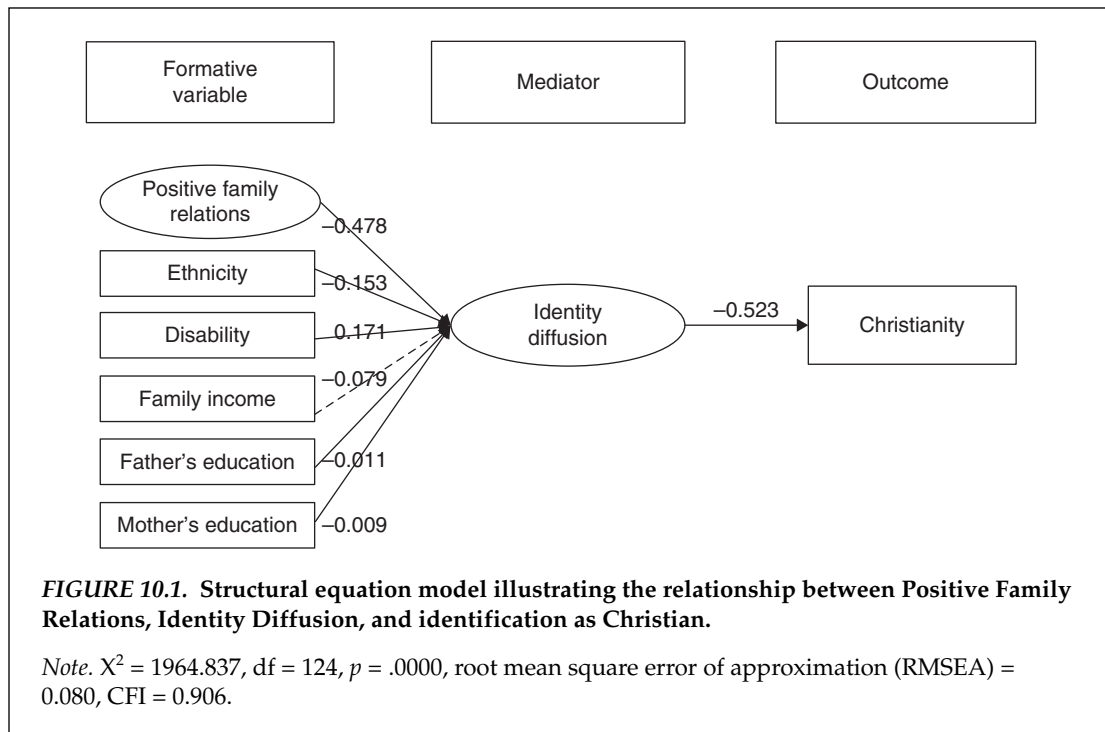 Formative
variable
Mediator
Outcome
Positive family
relations
−0.478
Ethnicity
−0.153
Disability
0.171
Family income
−0.079
Father’s education
−0.011
Mother’s education
−0.009
Identity
diffusion
−0.523
Christianity
FIGURE 10.1. Structural equation model illustrating the relationship between Positive Family
Relations, Identity Diffusion, and identification as Christian.
Note. X² = 1964.837, df = 124, p = .0000, root mean square error of approximation (RMSEA) =
0.080, CFI = 0.906.